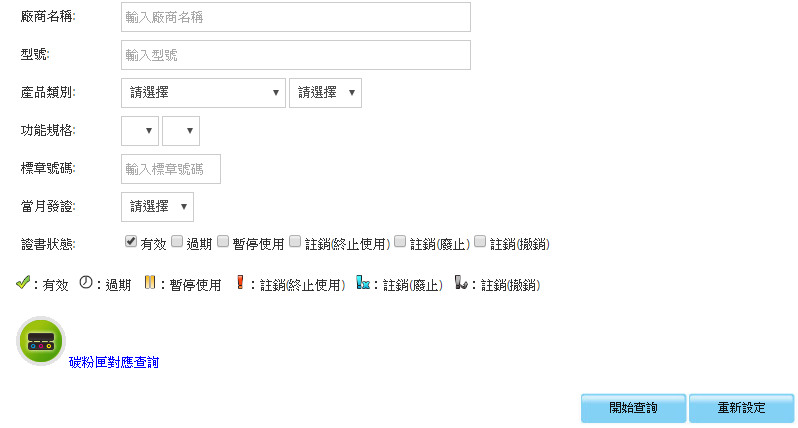 廠商名稱: 輸入廠商名稱
型號: 輸入型號
產品類別: 請選擇 請選擇
功能規格:
標章號碼: 輸入標章號碼
當月發證: 請選擇
證書狀態: 有效 過期 暫停使用 註銷(終止使用) 註銷(廢止) 註銷(撤銷)
：有效 ：過期 ：暫停使用 ：註銷(終止使用) ：註銷(廢止) ：註銷(撤銷)
碳粉匣對應查詢
開始查詢 重新設定